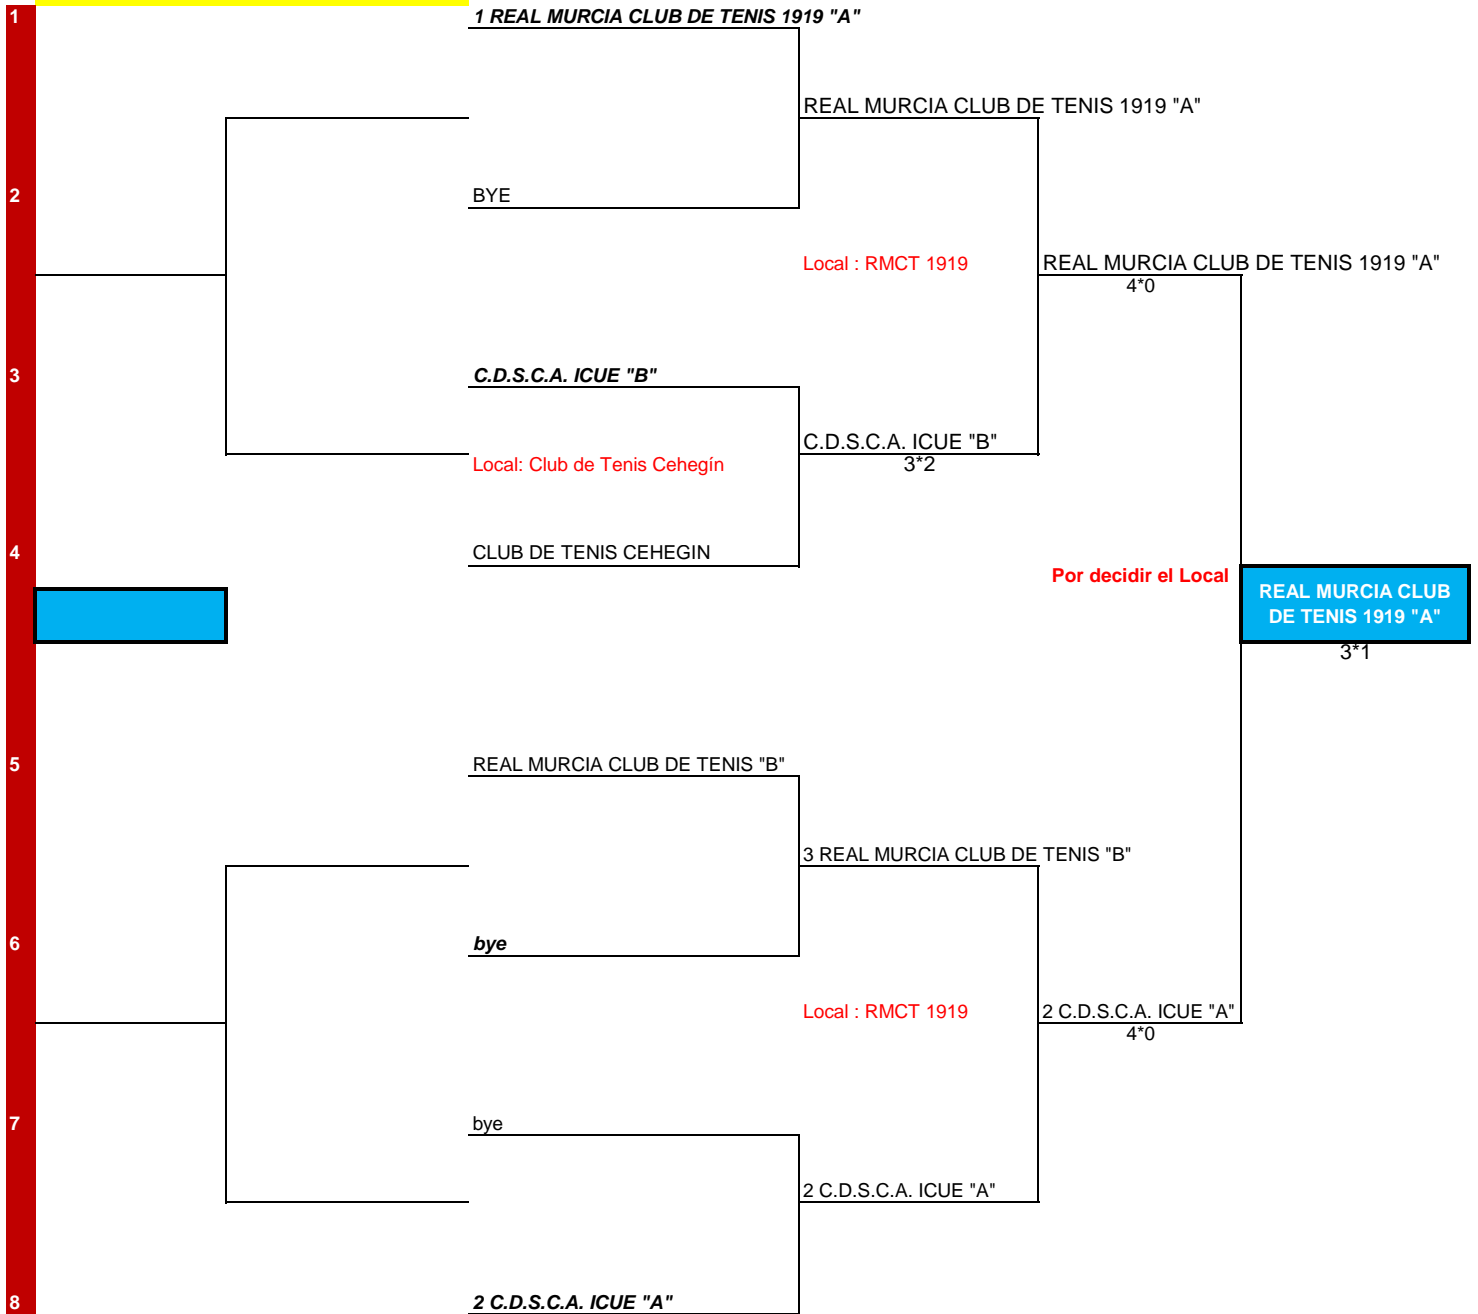 1
1 REAL MURCIA CLUB DE TENIS 1919 "A"
REAL MURCIA CLUB DE TENIS 1919 "A"
2
BYE
Local : RMCT 1919
REAL MURCIA CLUB DE TENIS 1919 "A"
4*0
3
C.D.S.C.A. ICUE "B"
C.D.S.C.A. ICUE "B"
Local: Club de Tenis Cehegín
3*2
4
CLUB DE TENIS CEHEGIN
Por decidir el Local
REAL MURCIA CLUB
DE TENIS 1919 "A"
3*1
5
REAL MURCIA CLUB DE TENIS "B"
3 REAL MURCIA CLUB DE TENIS "B"
6
bye
Local : RMCT 1919
2 C.D.S.C.A. ICUE "A"
4*0
7
bye
2 C.D.S.C.A. ICUE "A"
8
2 C.D.S.C.A. ICUE "A"